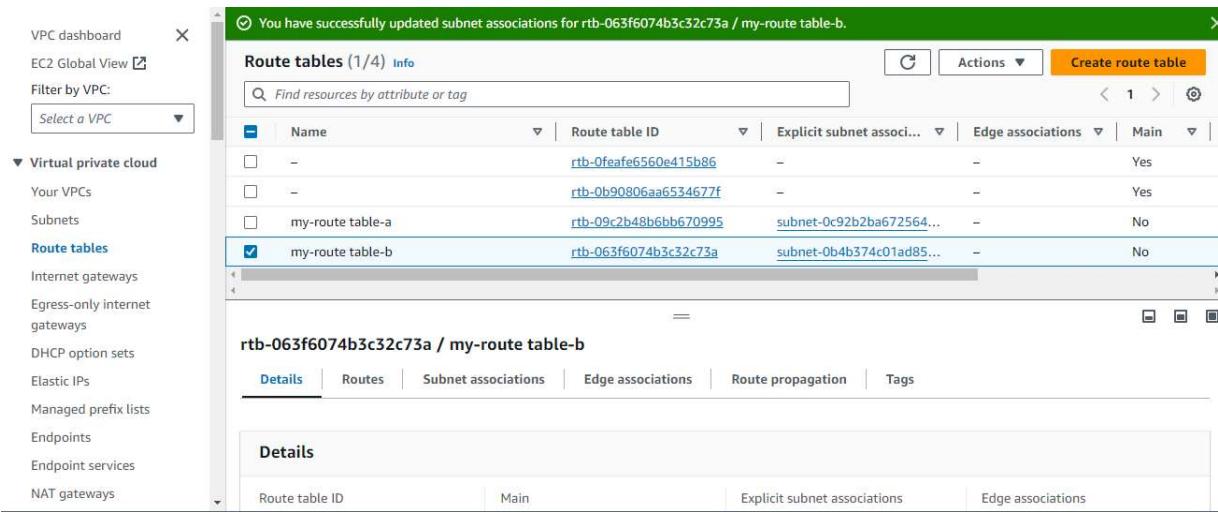 You have successfully updated subnet associations for rtb-063f6074b3c32c73a / my-route table-b.
VPC dashboard
EC2 Global View
Filter by VPC:
Select a VPC
Virtual private cloud
Your VPCs
Subnets
Route tables
Internet gateways
Egress-only internet
gateways
DHCP option sets
Elastic IPs
Managed prefix lists
Endpoints
Endpoint services
NAT gateways
Route tables (1/4) Info
Actions
Create route table
Find resources by attribute or tag
1
Name Route table ID Explicit subnet associ... Edge associations Main
– rtb-0feafe6560e415b86 – – Yes
– rtb-0b90806aa6534677f – – Yes
my-route table-a rtb-09c2b48b6bb670995 subnet-0c92b2ba672564... – No
my-route table-b rtb-063f6074b3c32c73a subnet-0b4b374c01ad85... – No
rtb-063f6074b3c32c73a / my-route table-b
Details Routes Subnet associations Edge associations Route propagation Tags
Details
Route table ID Main Explicit subnet associations Edge associations